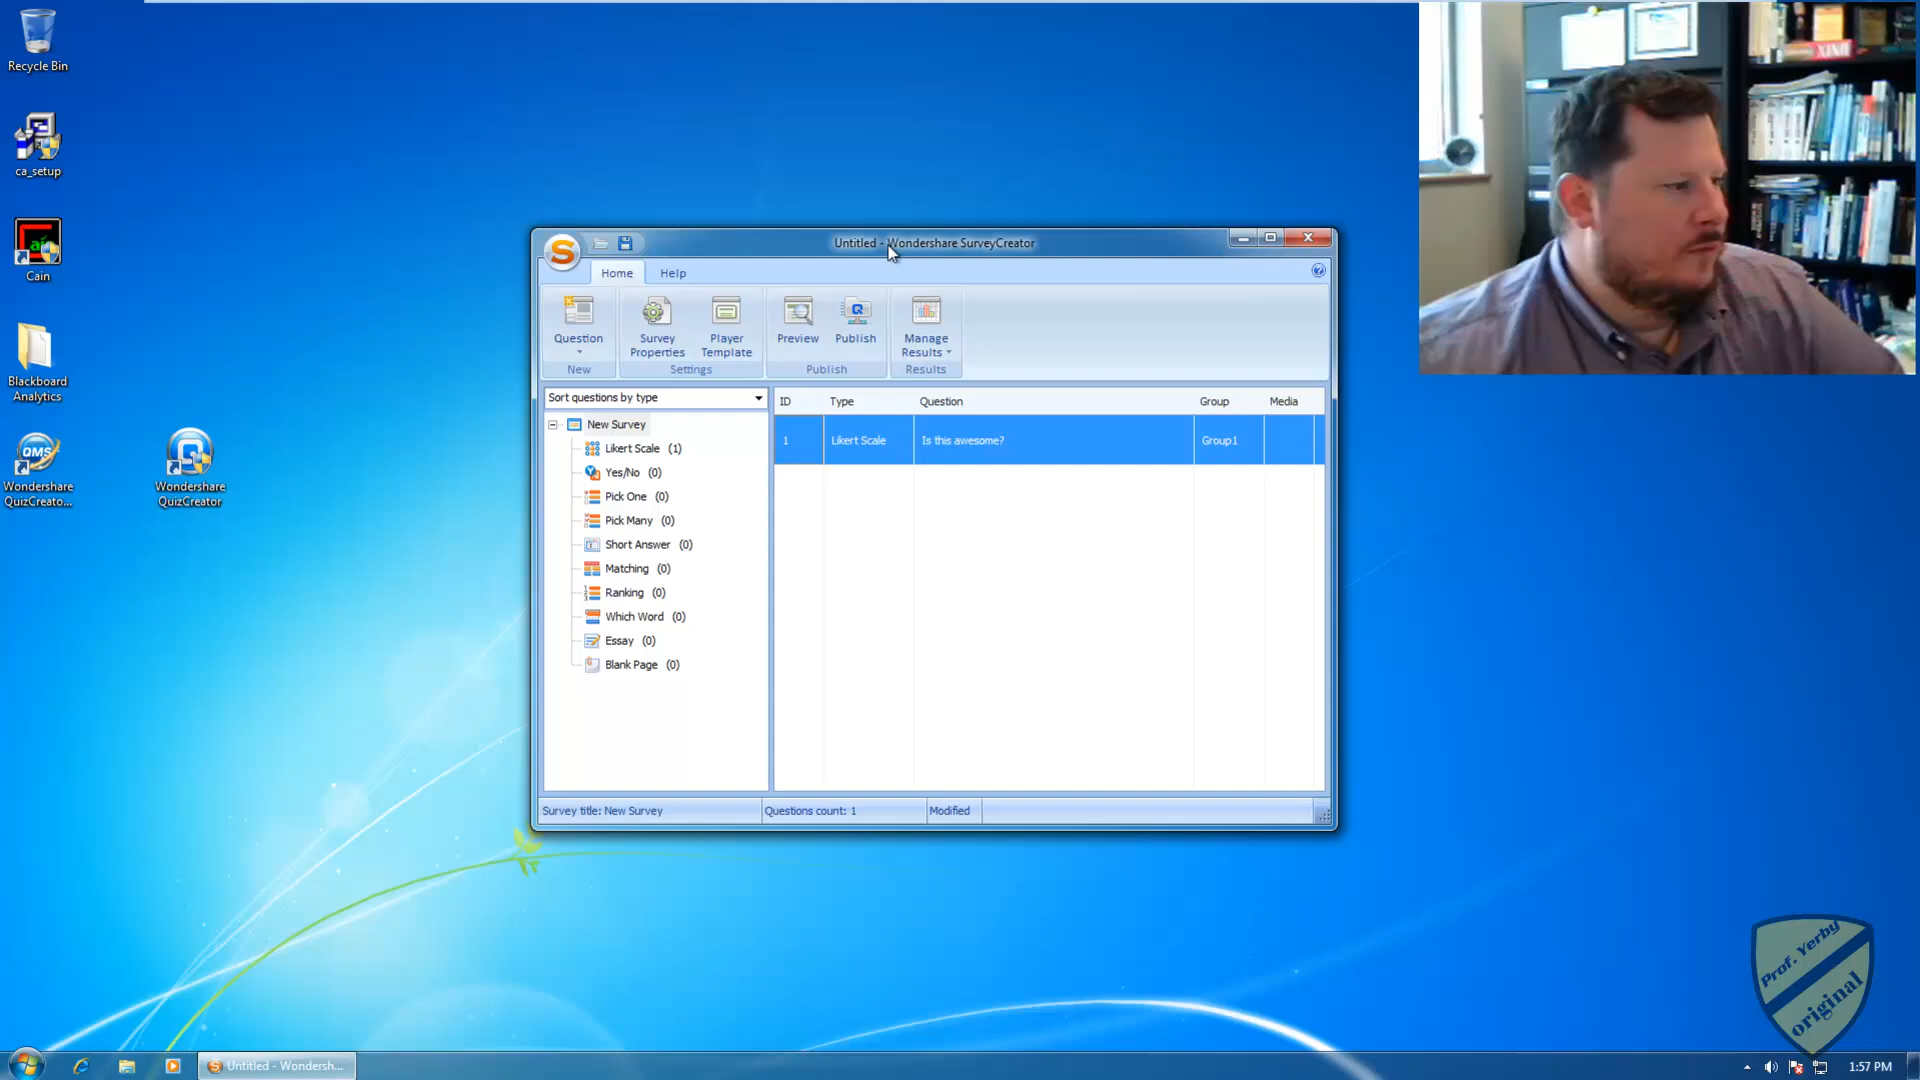 Recycle Bin
ca_setup
Cain
Blackboard
Analytics
QMS
Wondershare
QuizCreato...
Wondershare
QuizCreator
Untitled - Wondershare SurveyCreator
Home
Help
Question
New
Survey
Properties
Player
Template
Settings
Preview
Publish
Publish
Manage
Results
Results
Sort questions by type
New Survey
Likert Scale (1)
Yes/No (0)
Pick One (0)
Pick Many (0)
Short Answer (0)
Matching (0)
Ranking (0)
Which Word (0)
Essay (0)
Blank Page (0)
ID Type Question Group Media
1 Likert Scale Is this awesome? Group1
Survey title: New Survey
Questions count: 1
Modified
Prof. Yerby
original
Untitled - Wondersh...
1:57 PM